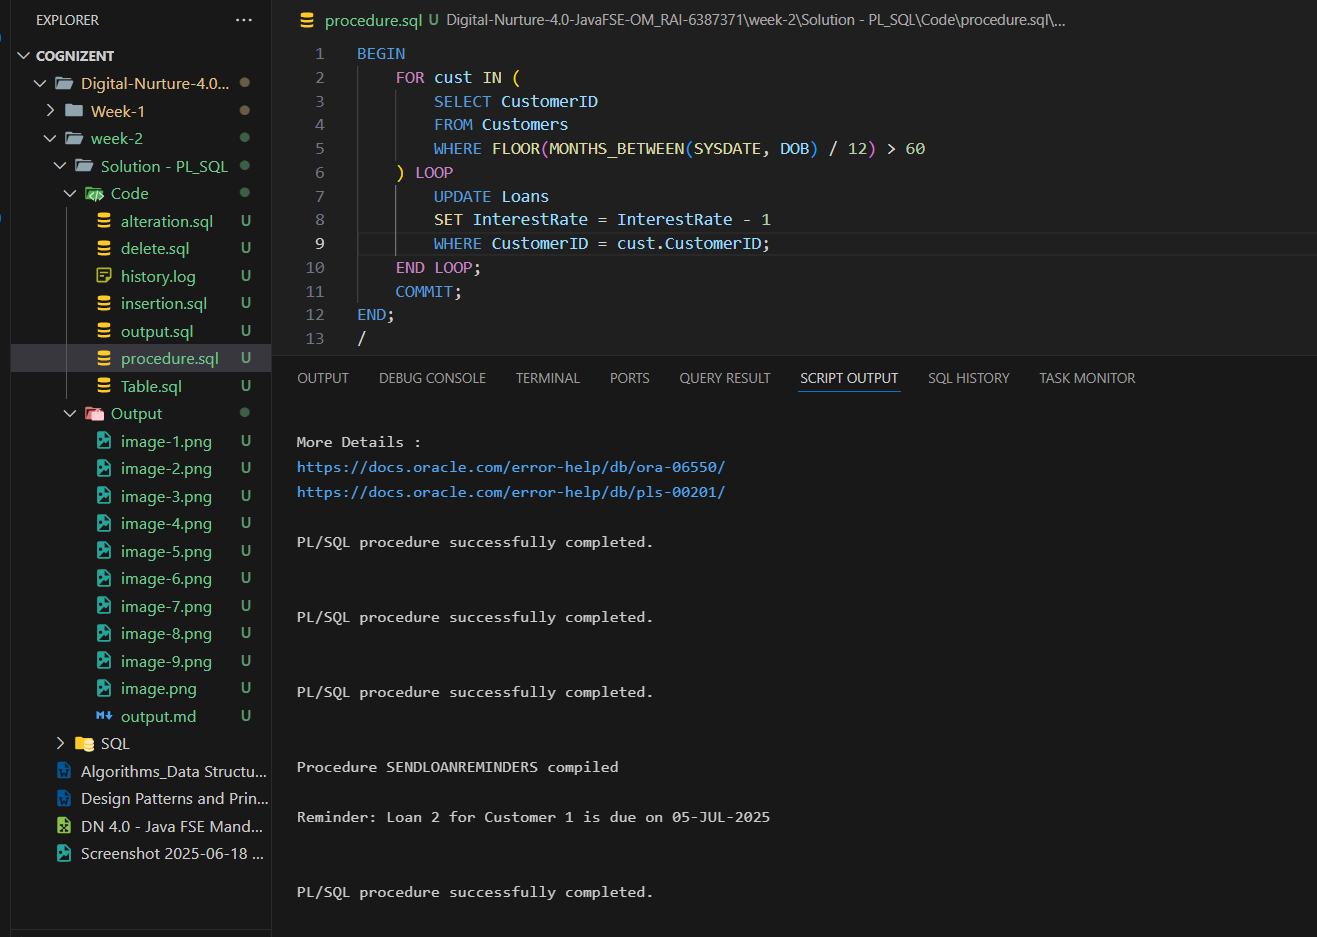 EXPLORER
...
COGNIZENT
Digital-Nurture-4.0...
Week-1
week-2
Solution - PL_SQL
Code
alteration.sql U
delete.sql U
history.log U
insertion.sql U
output.sql U
procedure.sql U
Table.sql U
Output
image-1.png U
image-2.png U
image-3.png U
image-4.png U
image-5.png U
image-6.png U
image-7.png U
image-8.png U
image-9.png U
image.png U
output.md U
SQL
Algorithms_Data Structu...
Design Patterns and Prin...
DN 4.0 - Java FSE Mand...
Screenshot 2025-06-18 ...
procedure.sql U Digital-Nurture-4.0-JavaFSE-OM_RAI-6387371\week-2\Solution - PL_SQL\Code\procedure.sql\...
1 BEGIN
2 FOR cust IN (
3 SELECT CustomerID
4 FROM Customers
5 WHERE FLOOR(MONTHS_BETWEEN(SYSDATE, DOB) / 12) > 60
6 ) LOOP
7 UPDATE Loans
8 SET InterestRate = InterestRate - 1
9 WHERE CustomerID = cust.CustomerID;
10 END LOOP;
11 COMMIT;
12 END;
13 /
OUTPUT DEBUG CONSOLE TERMINAL PORTS QUERY RESULT SCRIPT OUTPUT SQL HISTORY TASK MONITOR
More Details :
https://docs.oracle.com/error-help/db/ora-06550/
https://docs.oracle.com/error-help/db/pls-00201/
PL/SQL procedure successfully completed.
PL/SQL procedure successfully completed.
PL/SQL procedure successfully completed.
Procedure SENDLOANREMINDERS compiled
Reminder: Loan 2 for Customer 1 is due on 05-JUL-2025
PL/SQL procedure successfully completed.